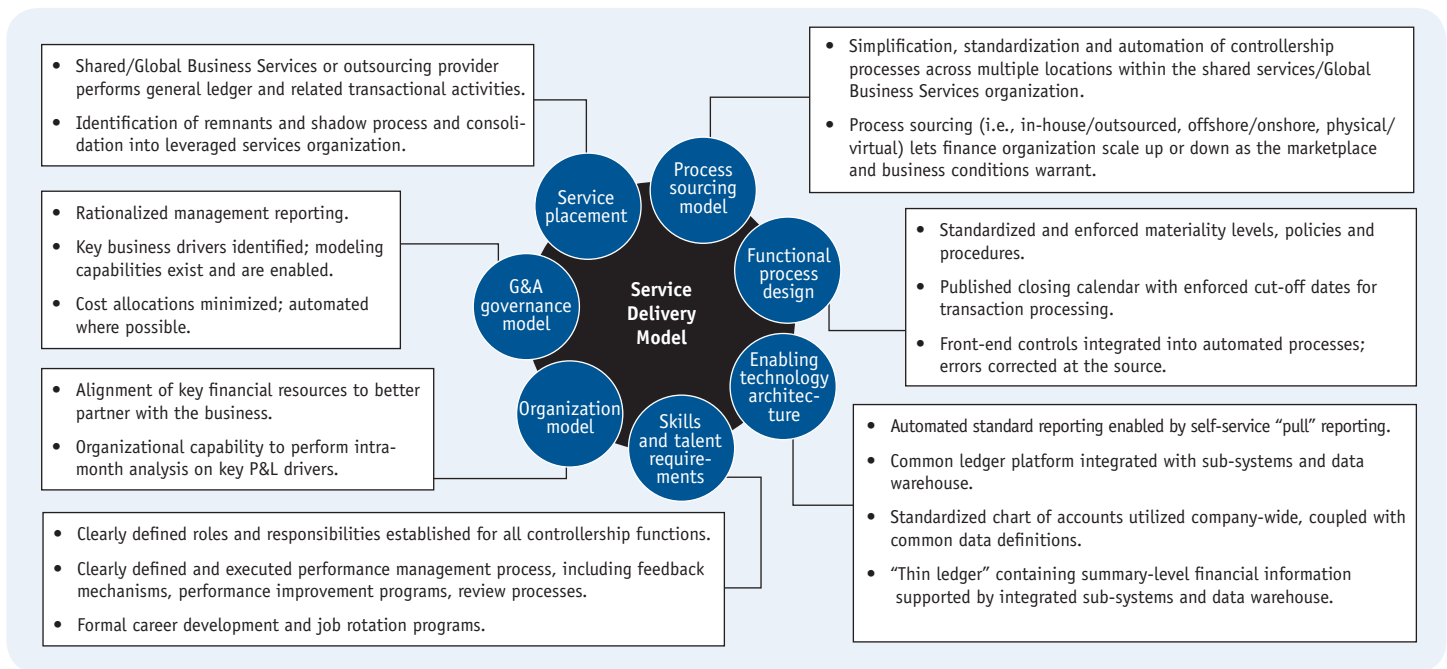 • Shared/Global Business Services or outsourcing provider
performs general ledger and related transactional activities.
• Identification of remnants and shadow process and consoli-
dation into leveraged services organization.
• Simplification, standardization and automation of controllership
processes across multiple locations within the shared services/Global
Business Services organization.
• Process sourcing (i.e., in-house/outsourced, offshore/onshore, physical/
virtual) lets finance organization scale up or down as the marketplace
and business conditions warrant.
• Rationalized management reporting.
• Key business drivers identified; modeling
capabilities exist and are enabled.
• Cost allocations minimized; automated
where possible.
Service
placement
Process
sourcing
model
Functional
process
design
G&A
governance
model
Service
Delivery
Model
Enabling
technology
architec-
ture
Organization
model
Skills
and talent
require-
ments
• Standardized and enforced materiality levels, policies and
procedures.
• Published closing calendar with enforced cut-off dates for
transaction processing.
• Front-end controls integrated into automated processes;
errors corrected at the source.
• Alignment of key financial resources to better
partner with the business.
• Organizational capability to perform intra-
month analysis on key P&L drivers.
• Automated standard reporting enabled by self-service “pull” reporting.
• Common ledger platform integrated with sub-systems and data
warehouse.
• Standardized chart of accounts utilized company-wide, coupled with
common data definitions.
• “Thin ledger” containing summary-level financial information
supported by integrated sub-systems and data warehouse.
• Clearly defined roles and responsibilities established for all controllership functions.
• Clearly defined and executed performance management process, including feedback
mechanisms, performance improvement programs, review processes.
• Formal career development and job rotation programs.